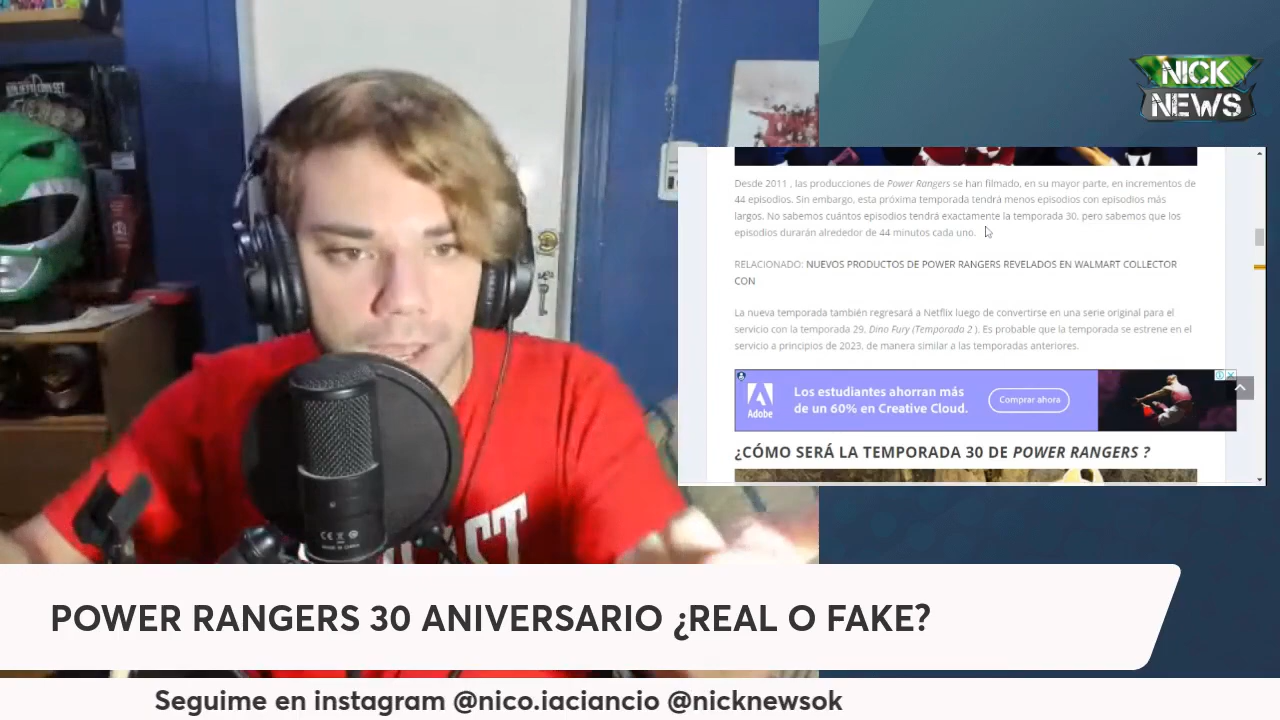 NICK
NEWS
Desde 2011 , las producciones de Power Rangers se han filmado, en su mayor parte, en incrementos de
44 episodios. Sin embargo, esta próxima temporada tendrá menos episodios con episodios más
largos. No sabemos cuántos episodios tendrá exactamente la temporada 30, pero sabemos que los
episodios durarán alrededor de 44 minutos cada uno.
RELACIONADO: NUEVOS PRODUCTOS DE POWER RANGERS REVELADOS EN WALMART COLLECTOR
CON
La nueva temporada también regresará a Netflix luego de convertirse en una serie original para el
servicio con la temporada 29, Dino Fury (Temporada 2 ). Es probable que la temporada se estrene en el
servicio a principios de 2023, de manera similar a las temporadas anteriores.
Adobe
Los estudiantes ahorran más
de un 60% en Creative Cloud.
Comprar ahora
¿CÓMO SERÁ LA TEMPORADA 30 DE POWER RANGERS ?
POWER RANGERS 30 ANIVERSARIO ¿REAL O FAKE?
Seguime en instagram @nico.iaciancio @nicknewsok